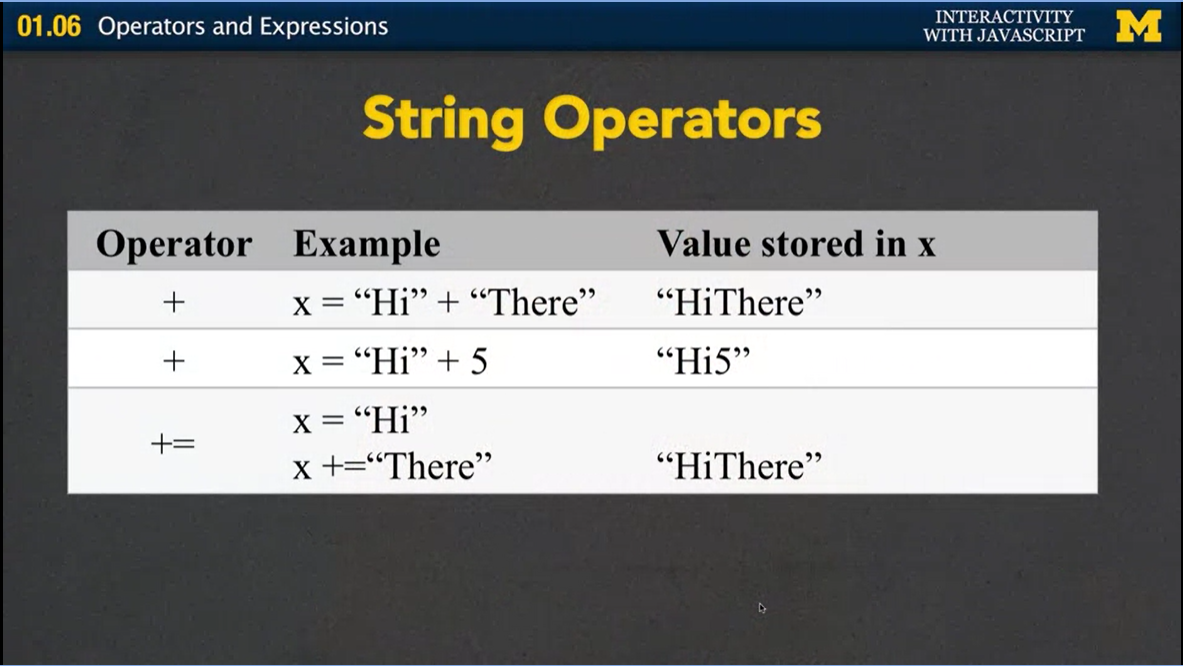 01.06 Operators and Expressions
INTERACTIVITY
WITH JAVASCRIPT
M
String Operators
Operator Example Value stored in x
+ x = “Hi” + “There” “HiThere”
+ x = “Hi” + 5 “Hi5”
x = “Hi”
+=
x +=“There” “HiThere”